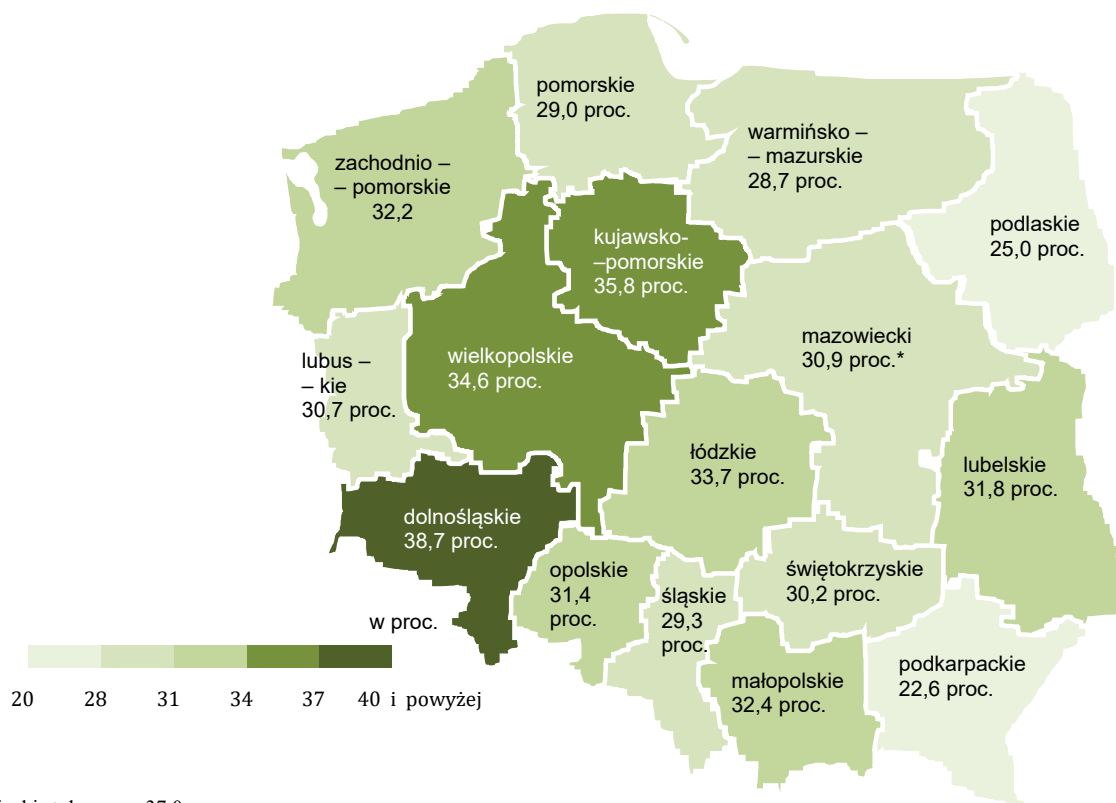 pomorskie
29,0 proc.
warmińsko –
– mazurskie
28,7 proc.
zachodnio –
– pomorskie
32,2
podlaskie
25,0 proc.
kujawsko-
–pomorskie
35,8 proc.
mazowiecki
30,9 proc.*
wielkopolskie
34,6 proc.
lubus –
– kie
30,7 proc.
łódzkie
33,7 proc.
lubelskie
31,8 proc.
dolnośląskie
38,7 proc.
opolskie
31,4
proc.
śląskie
29,3
proc.
świętokrzyskie
30,2 proc.
małopolskie
32,4 proc.
podkarpackie
22,6 proc.
w proc.
20 28 31 34 37 40 i powyżej